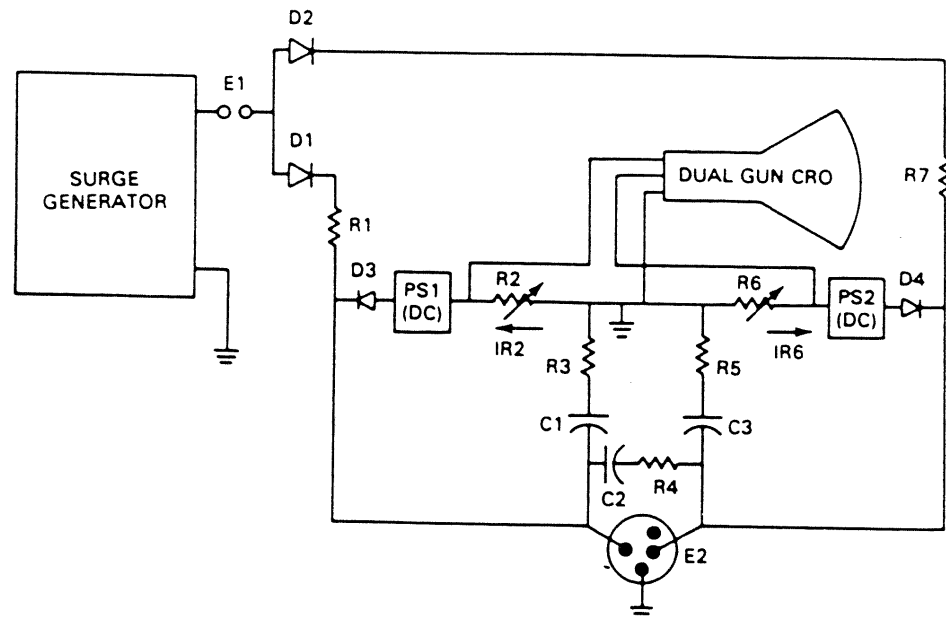 D2
E1
D1
SURGE
GENERATOR
DUAL GUN CRO
R7
R1
D3
PS1
(DC)
R2
R6
PS2
(DC)
D4
IR2
IR6
R3
R5
C1
C3
C2
R4
E2